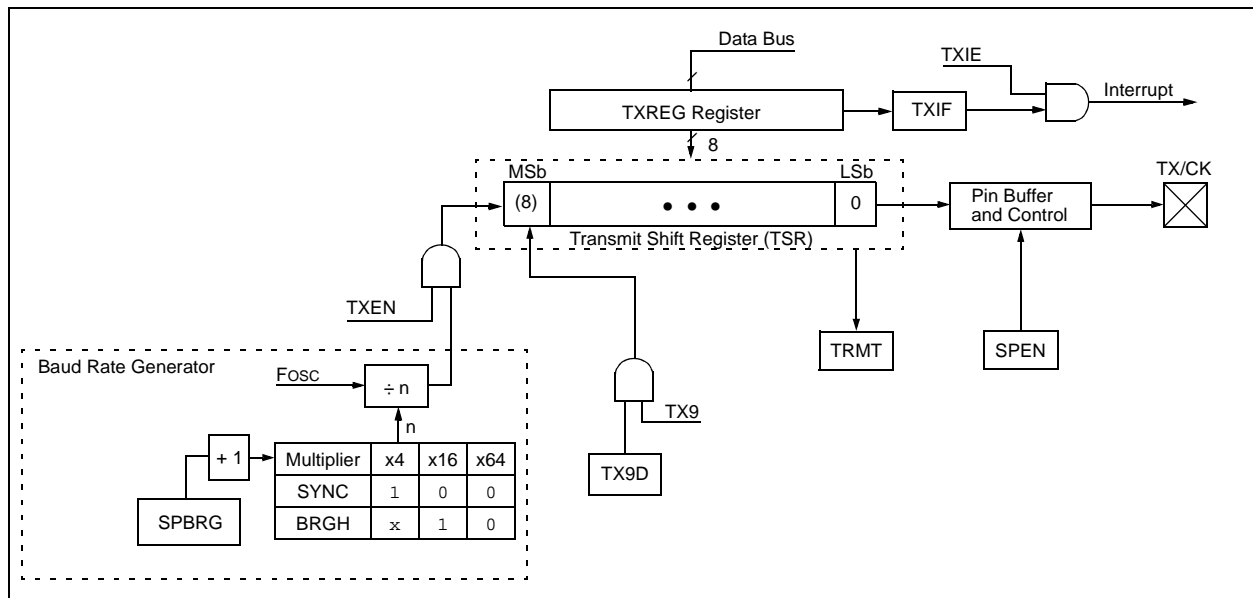 Data Bus
TXIE
Interrupt
TXREG Register
TXIF
8
MSb
LSb
TX/CK
(8)
• • •
0
Pin Buffer
and Control
Transmit Shift Register (TSR)
TXEN
TRMT
SPEN
Baud Rate Generator
FOSC
÷ n
TX9
n
+ 1
Multiplier x4 x16 x64
TX9D
SYNC 1 0 0
SPBRG
BRGH x 1 0